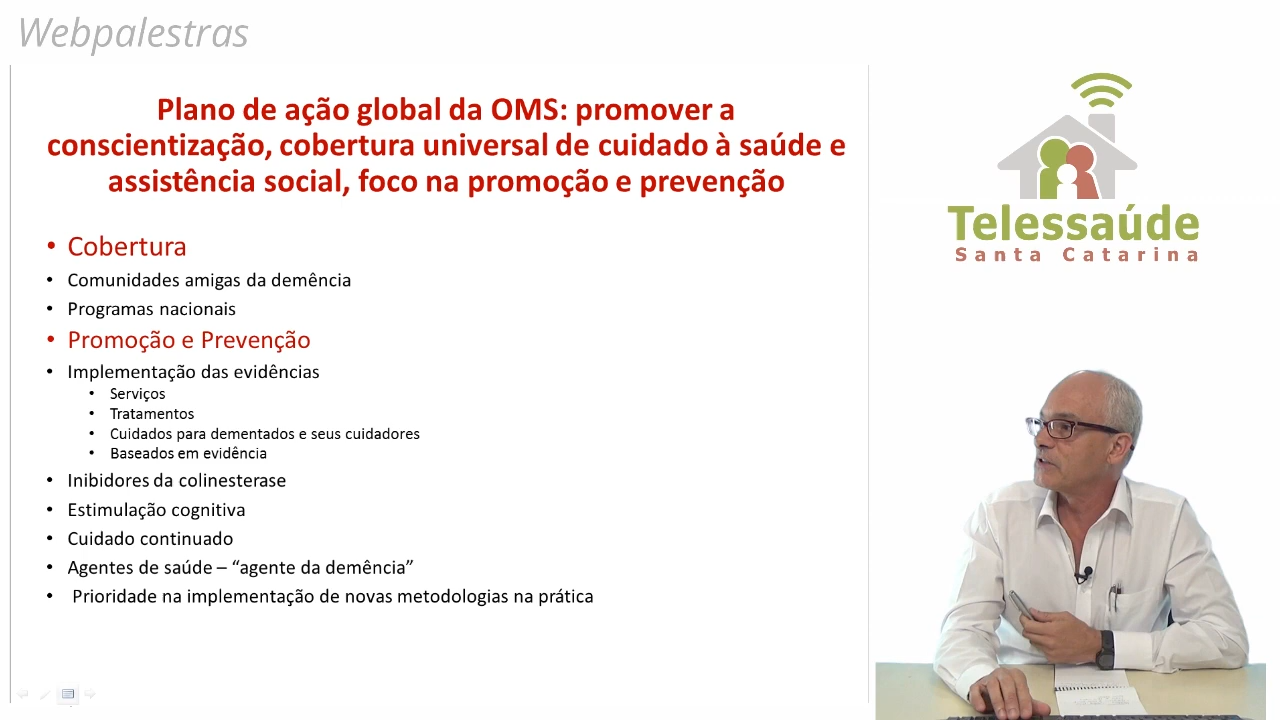 Webpalestras
Plano de ação global da OMS: promover a
conscientização, cobertura universal de cuidado à saúde e
assistência social, foco na promoção e prevenção
• Cobertura
• Comunidades amigas da demência
• Programas nacionais
• Promoção e Prevenção
• Implementação das evidências
• Serviços
• Tratamentos
• Cuidados para dementados e seus cuidadores
• Baseados em evidência
• Inibidores da colinesterase
• Estimulação cognitiva
• Cuidado continuado
• Agentes de saúde – “agente da demência”
• Prioridade na implementação de novas metodologias na prática
Telessaúde
Santa Catarina